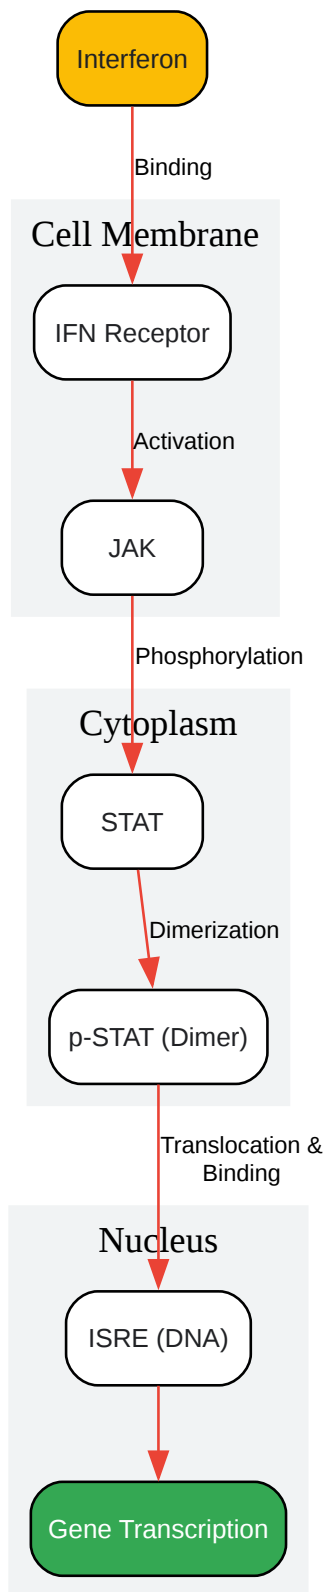 Interferon
Binding
Cell Membrane
IFN Receptor
Activation
JAK
Phosphorylation
Cytoplasm
STAT
Dimerization
p-STAT (Dimer)
Translocation &
Binding
Nucleus
ISRE (DNA)
Gene Transcription